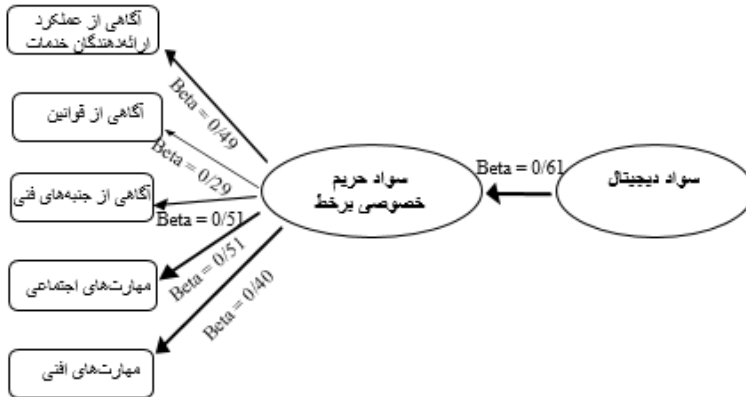 آگاهی از عملکرد
ارائه‌دهندگان خدمات
آگاهی از قوانین
آگاهی از جنبه‌های فنی
مهارت‌های اجتماعی
مهارت‌های افنی
Beta = 0/49
Beta = 0/29
Beta = 0/51
Beta = 0/51
Beta = 0/40
سواد حریم
خصوصی برخط
Beta = 0/61
سواد دیجیتال